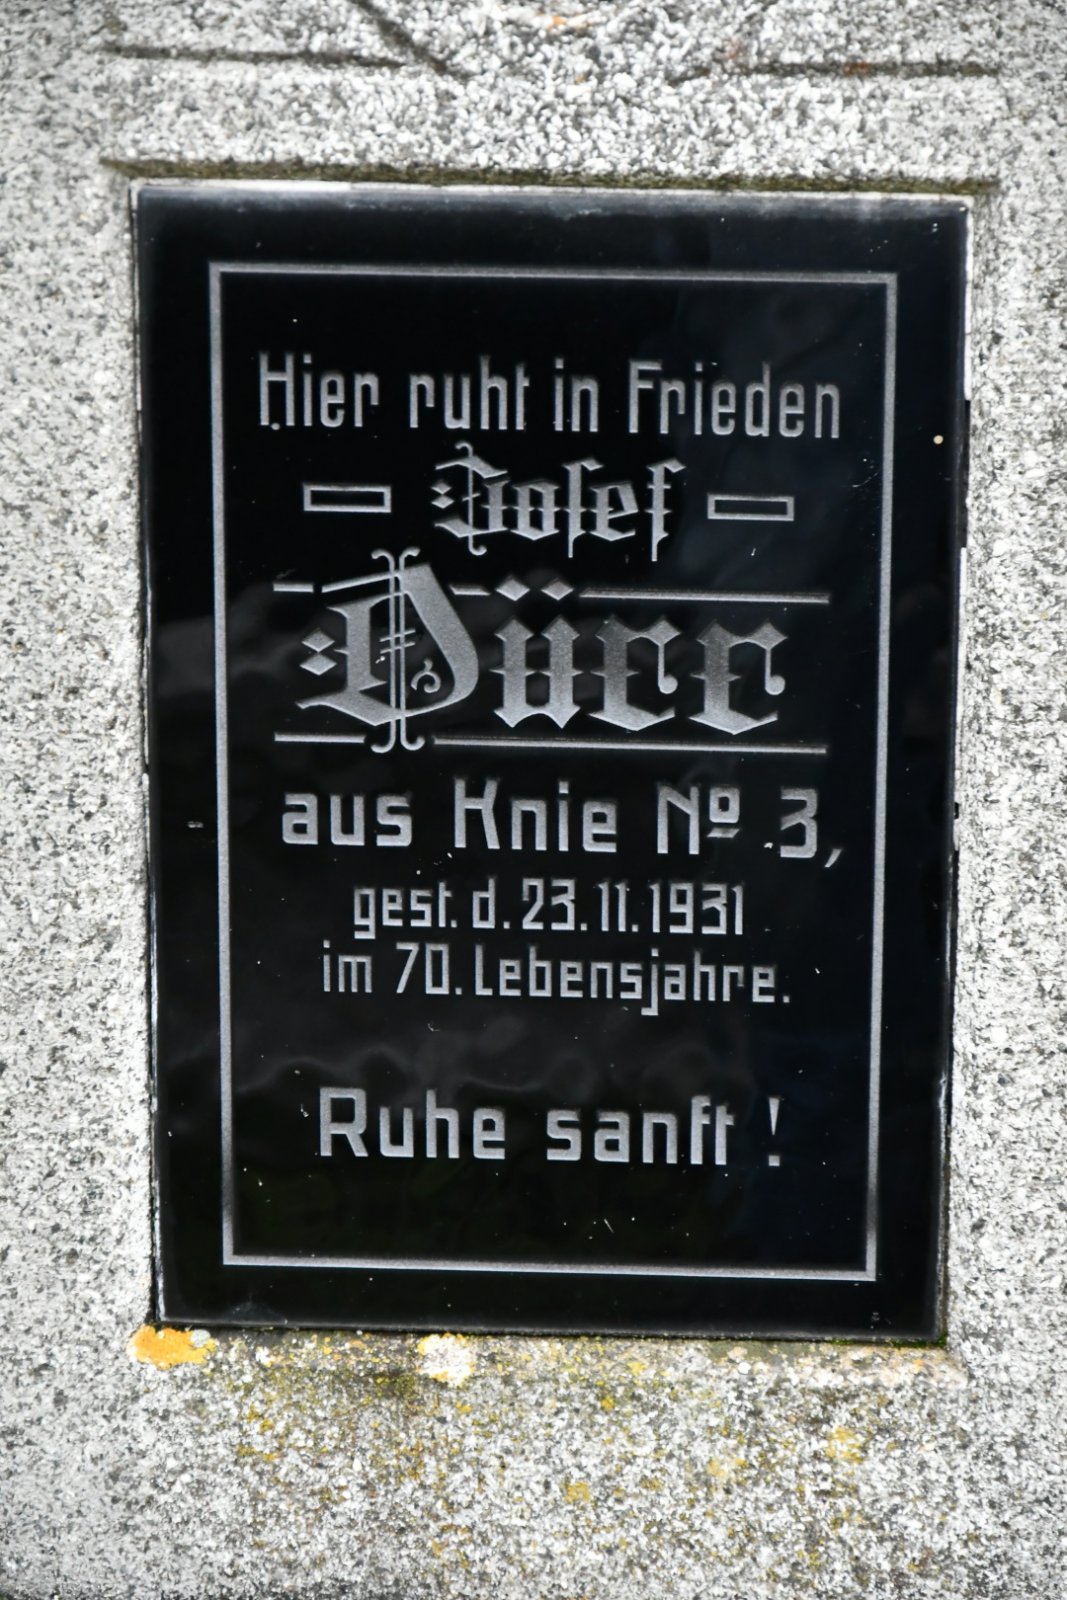 Hier ruht in Frieden
Josef
Dürr
aus Knie Nº 3,
gest. d. 23. 11. 1931
im 70. Lebensjahre.
Ruhe sanft !